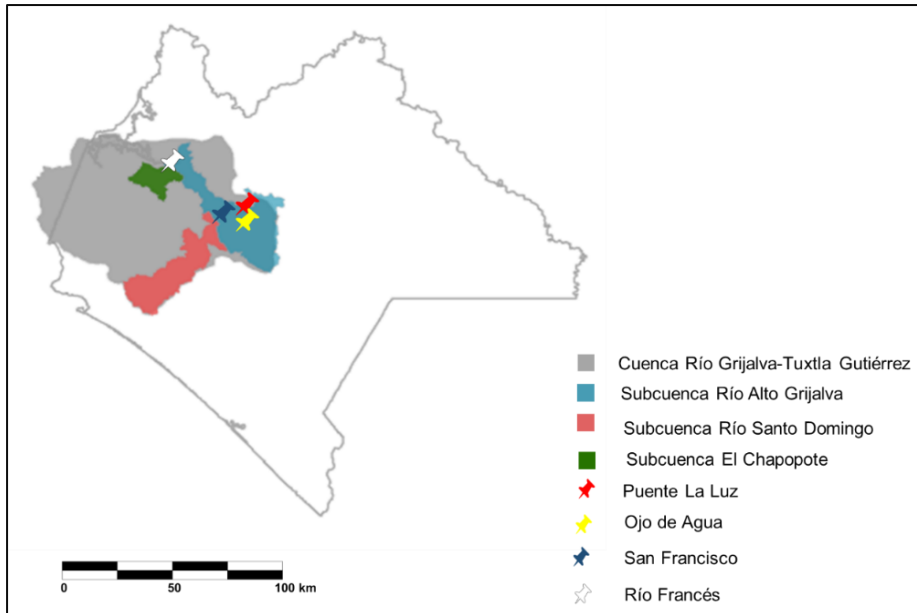 Cuenca Río Grijalva-Tuxtla Gutiérrez
Subcuenca Río Alto Grijalva
Subcuenca Río Santo Domingo
Subcuenca El Chapopote
Puente La Luz
Ojo de Agua
San Francisco
Río Francés
0 50 100 km